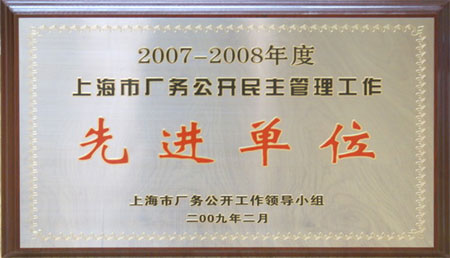 2007-2008年度
上海市厂务公开民主管理工作
先进单位
上海市厂务公开工作领导小组
二00九年二月